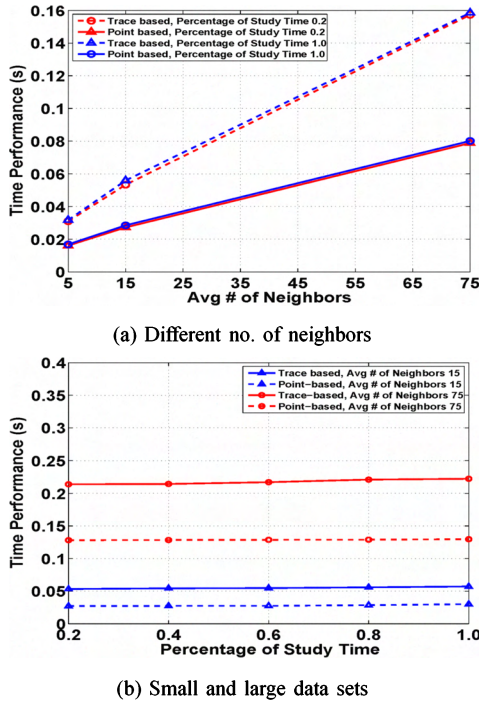 0.16
0.14
0.12
0.1
0.08
0.06
0.04
0.02
0
Time Performance (s)
Trace based, Percentage of Study Time 0.2
Point based, Percentage of Study Time 0.2
Trace based, Percentage of Study Time 1.0
Point based, Percentage of Study Time 1.0
5 15 25 35 45 55 65 75
Avg # of Neighbors
(a) Different no. of neighbors
0.4
0.35
0.3
0.25
0.2
0.15
0.1
0.05
0
Time Performance (s)
Trace based, Avg # of Neighbors 15
Point-based, Avg # of Neighbors 15
Trace-based, Avg # of Neighbors 75
Point-based, Avg # of Neighbors 75
0.2 0.4 0.6 0.8 1.0
Percentage of Study Time
(b) Small and large data sets